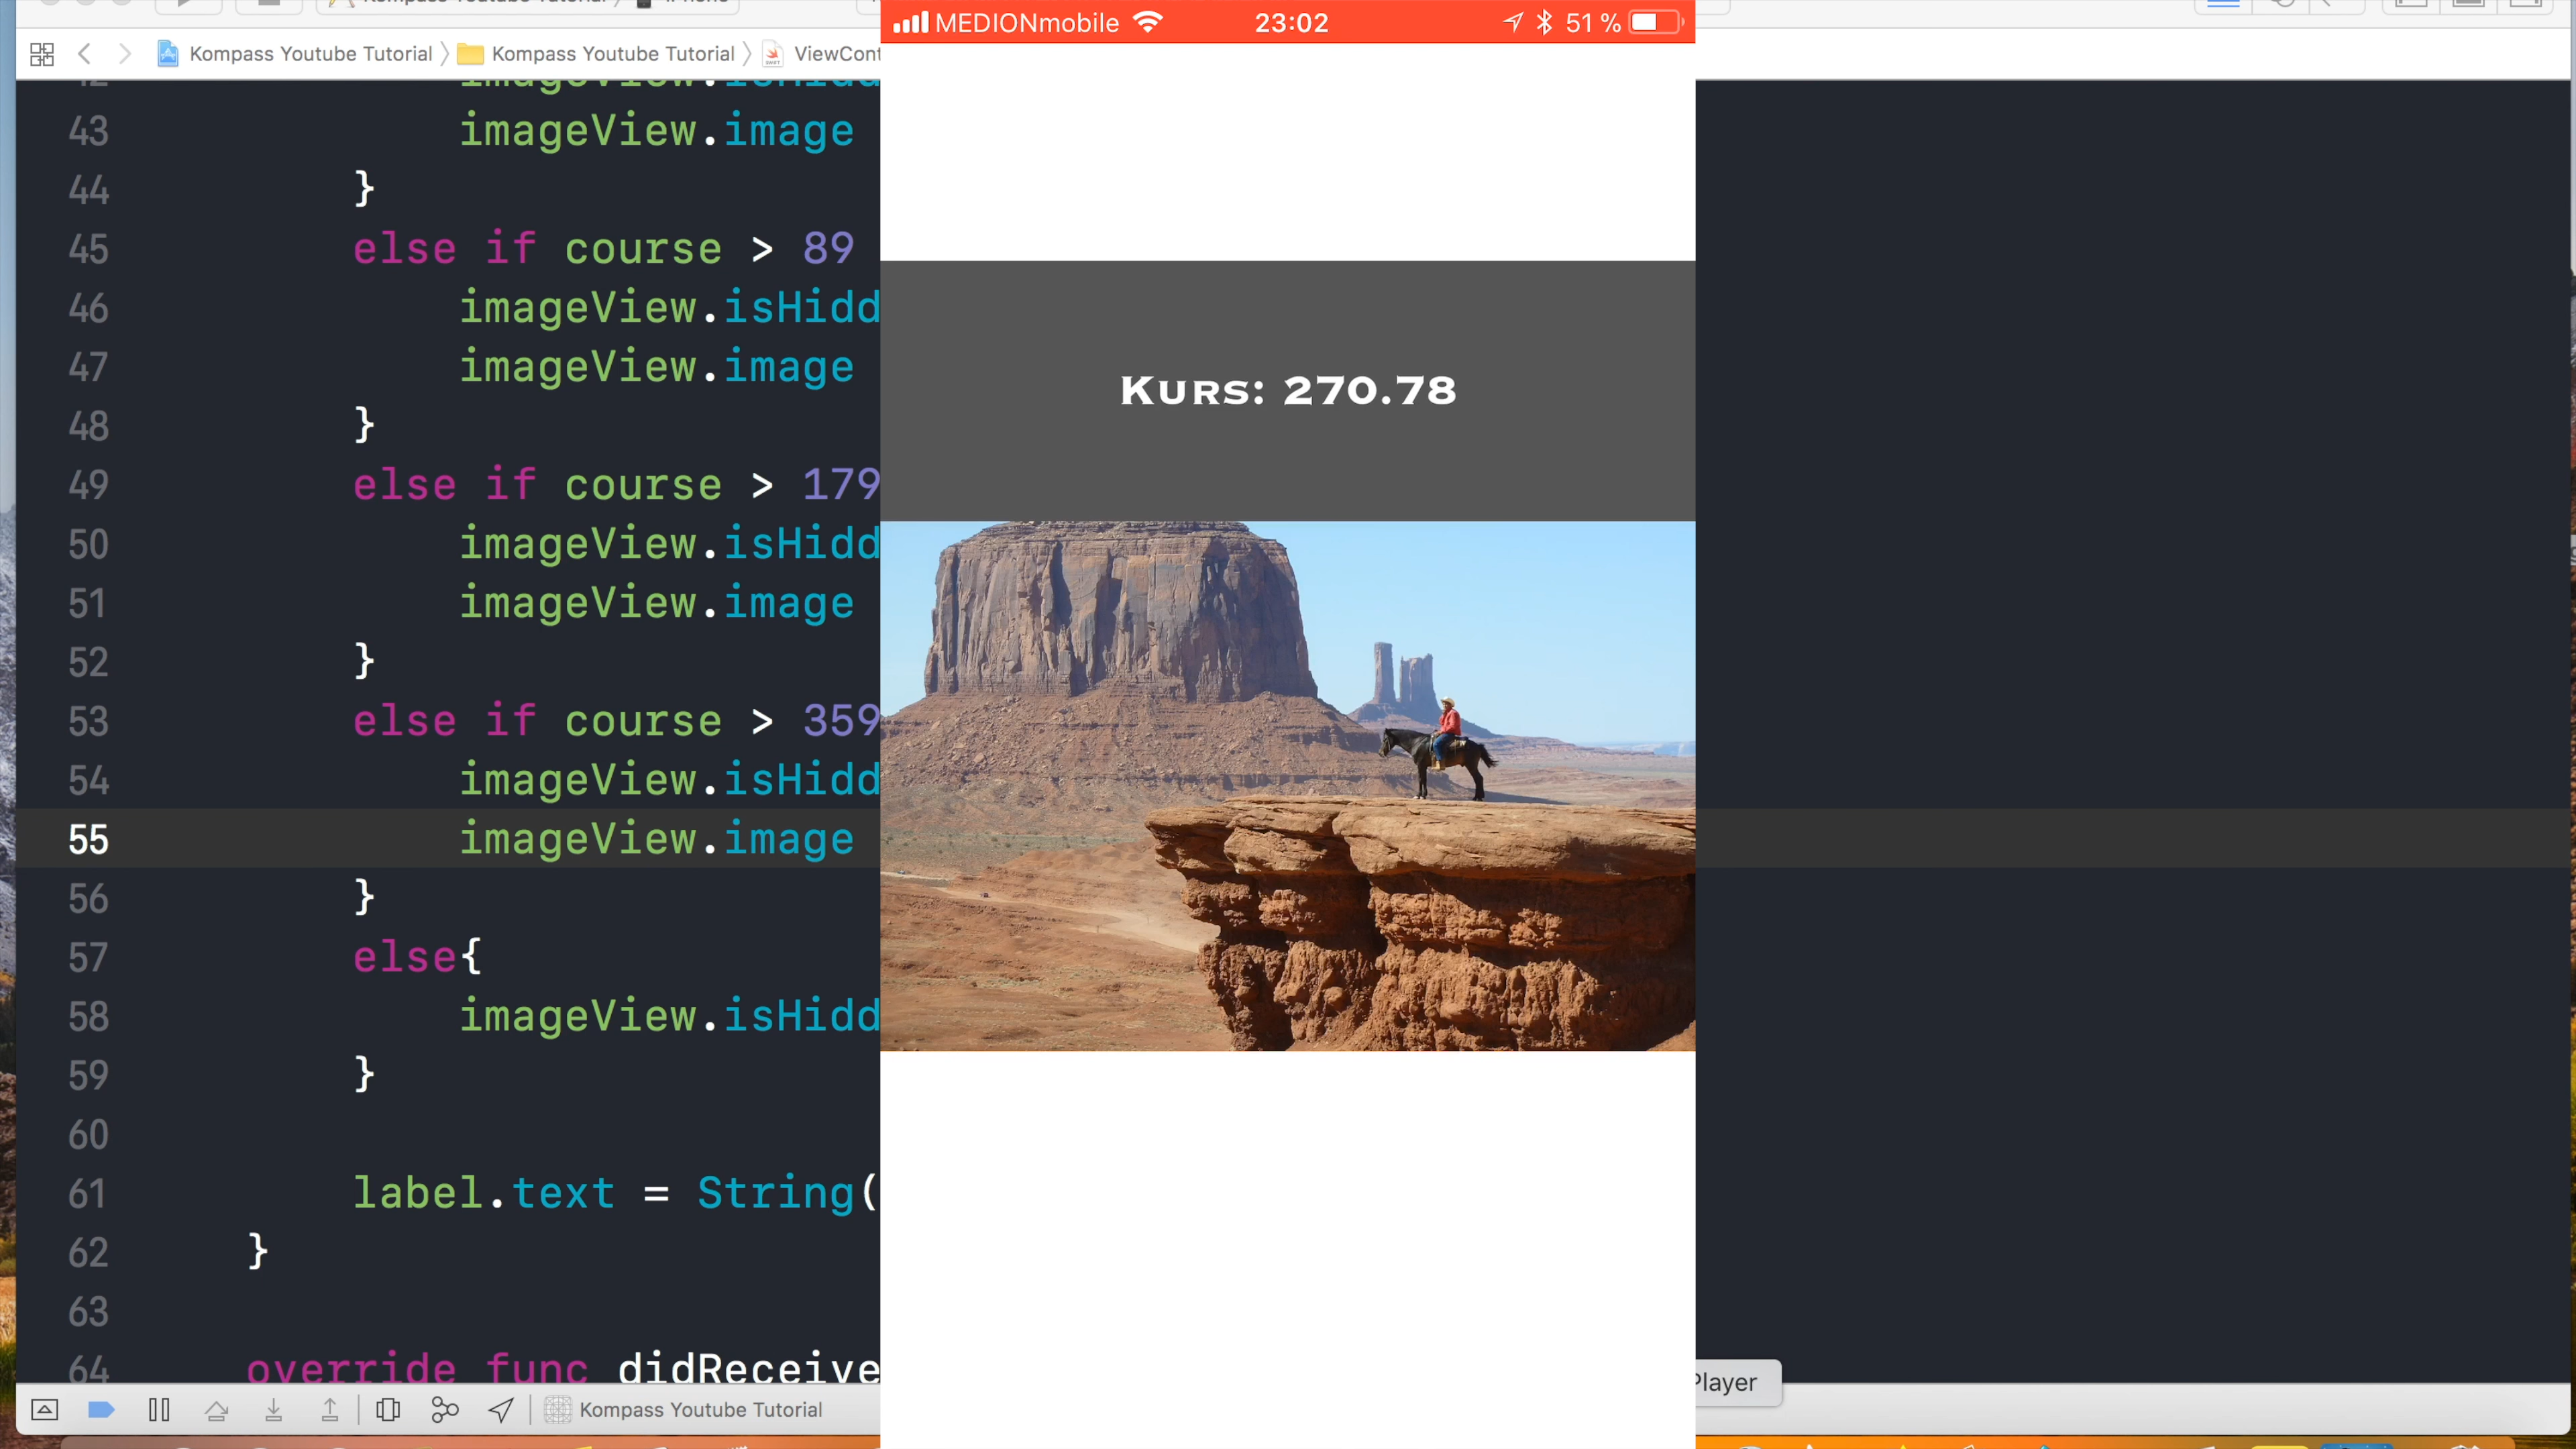 Kompass Youtube Tutorial
Kompass Youtube Tutorial
ViewCont
43 imageView.image
44 }
45 else if course > 89
46 imageView.isHidd
47 imageView.image
48 }
49 else if course > 179
50 imageView.isHidd
51 imageView.image
52 }
53 else if course > 359
54 imageView.isHidd
55 imageView.image
56 }
57 else{
58 imageView.isHidd
59 }
60
61 label.text = String(
62 }
63
64 override func didReceive
Kompass Youtube Tutorial
MEDIONmobile 23:02 51 %
Kurs: 270.78
Player